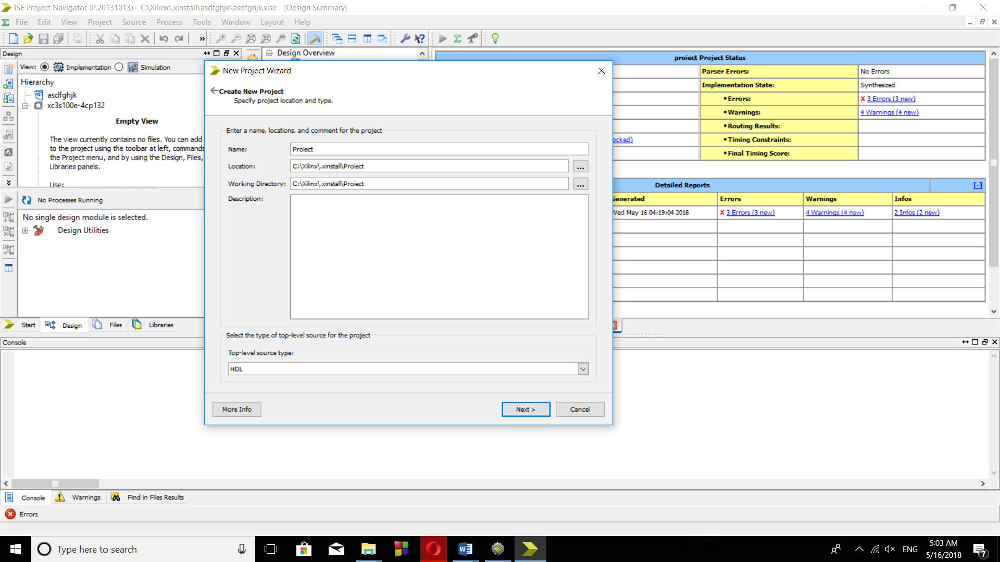 ISE Project Navigator (P.20131013) - C:\Xilinx\.xinstall\asdfghjk\asdfghjk.xise - [Design Summary]
File Edit View Project Source Process Tools Window Layout Help
Design
View: Implementation Simulation
Hierarchy
asdfghjk
xc3s100e-4cp132
Empty View
The view currently contains no files. You can add
to the project using the toolbar at left, commands
the Project menu, and by using the Design, Files,
Libraries panels.
Use:
No Processes Running
No single design module is selected.
Design Utilities
Start Design Files Libraries
Design Overview
New Project Wizard
Create New Project
Specify project location and type.
Enter a name, locations, and comment for the project
Name: Proiect
Location: C:\Xilinx\.xinstall\Proiect ...
Working Directory: C:\Xilinx\.xinstall\Proiect ...
Description:
Select the type of top-level source for the project
Top-level source type:
HDL
More Info Next > Cancel
proiect Project Status
Parser Errors: No Errors
Implementation State: Synthesized
•Errors: X 3 Errors (3 new)
•Warnings: 4 Warnings (4 new)
•Routing Results:
ocked) •Timing Constraints:
•Final Timing Score:
Detailed Reports [-]
Generated Errors Warnings Infos
Wed May 16 04:19:04 2018 X 3 Errors (3 new) 4 Warnings (4 new) 2 Infos (2 new)
Console
Console Warnings Find in Files Results
Errors
Type here to search
ENG
5:03 AM
5/16/2018
7